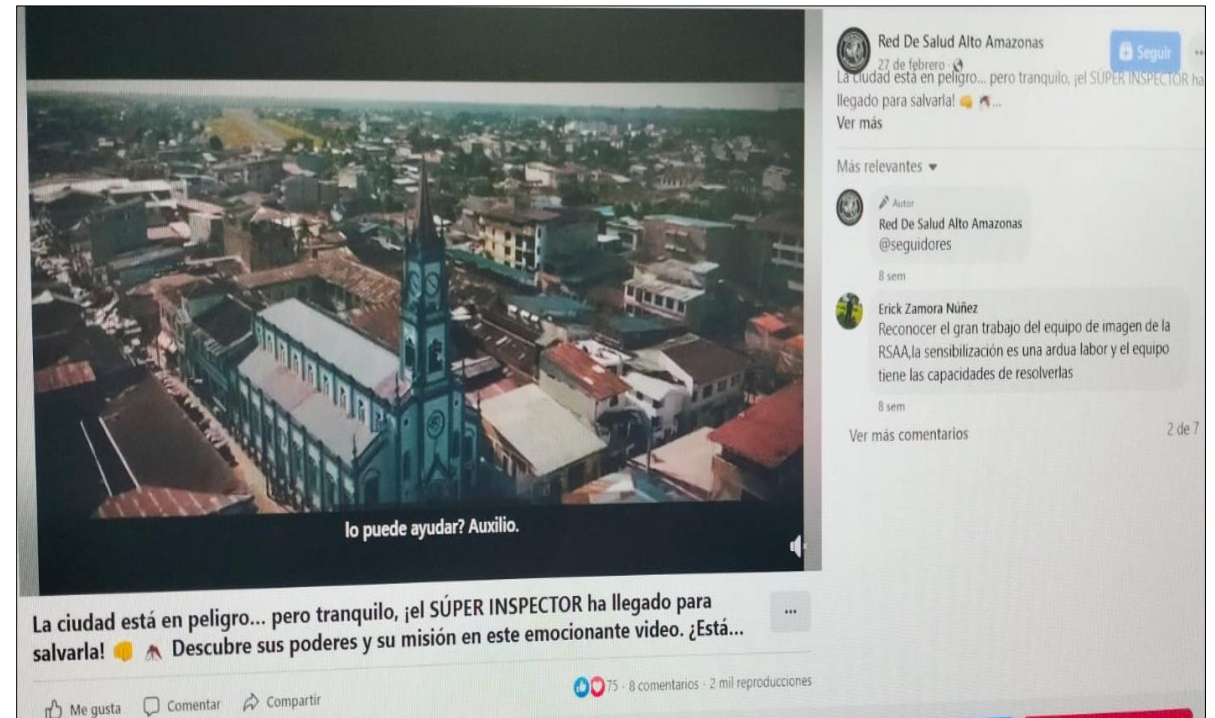 lo puede ayudar? Auxilio.
La ciudad está en peligro... pero tranquilo, ¡el SÚPER INSPECTOR ha llegado para
salvarla! 👊 🦟 Descubre sus poderes y su misión en este emocionante video. ¿Está...
...
Me gusta
Comentar
Compartir
75 · 8 comentarios · 2 mil reproducciones
Red De Salud Alto Amazonas
27 de febrero ·
Seguir
La ciudad está en peligro... pero tranquilo, ¡el SÚPER INSPECTOR ha
llegado para salvarla! 👊 🦟...
Ver más
Más relevantes
Autor
Red De Salud Alto Amazonas
@seguidores
8 sem
Erick Zamora Núñez
Reconocer el gran trabajo del equipo de imagen de la
RSAA,la sensibilización es una ardua labor y el equipo
tiene las capacidades de resolverlas
8 sem
Ver más comentarios
2 de 7